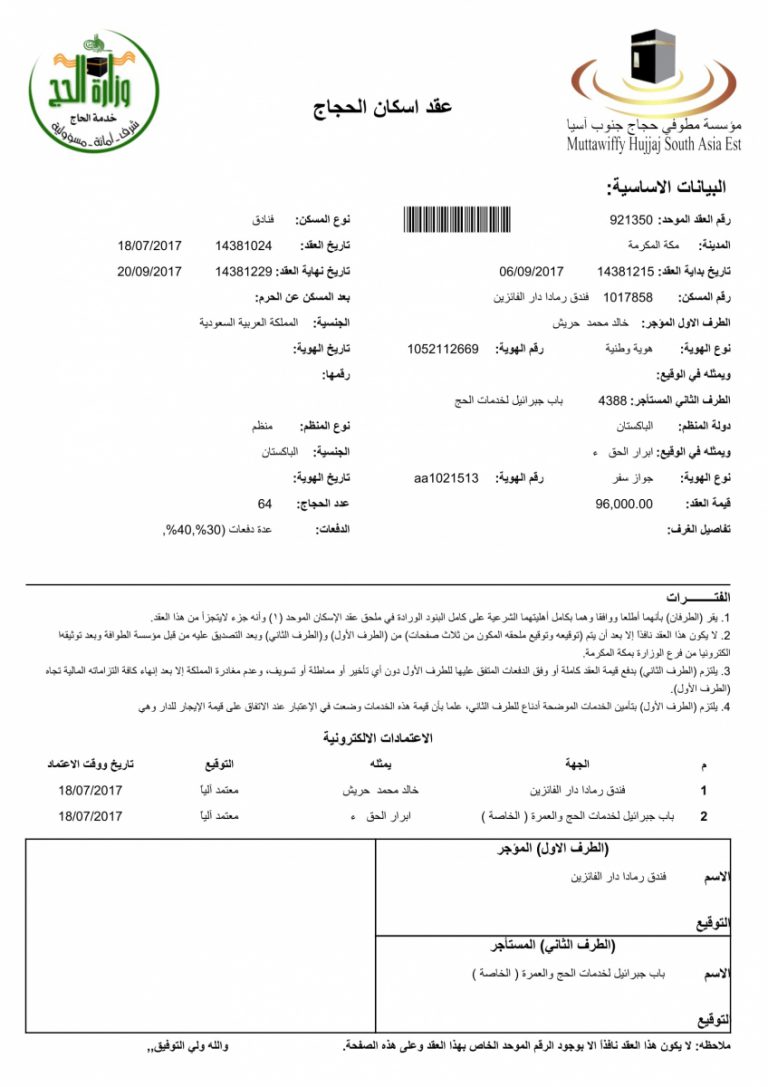 وزارة الحج
خدمة الحاج
شرف - أمانة - مسؤولية
عقد اسكان الحجاج
مؤسسة مطوفي حجاج جنوب آسيا
Muttawiffy Hujjaj South Asia Est
البيانات الاساسية:
رقم العقد الموحد: 921350 نوع المسكن: فنادق
المدينة: مكة المكرمة تاريخ العقد: 14381024 18/07/2017
تاريخ بداية العقد: 14381215 06/09/2017 تاريخ نهاية العقد: 14381229 20/09/2017
رقم المسكن: 1017858 فندق رمادا دار الفائزين بعد المسكن عن الحرم:
الطرف الاول المؤجر: خالد محمد حريش الجنسية: المملكة العربية السعودية
نوع الهوية: هوية وطنية رقم الهوية: 1052112669 تاريخ الهوية:
ويمثله في الوقيع: رقمها:
الطرف الثاني المستأجر: 4388 باب جبرائيل لخدمات الحج
دولة المنظم: الباكستان نوع المنظم: منظم
ويمثله في الوقيع: ابرار الحق ء الجنسية: الباكستان
نوع الهوية: جواز سفر رقم الهوية: aa1021513 تاريخ الهوية:
قيمة العقد: 96,000.00 عدد الحجاج: 64
تفاصيل الغرف: الدفعات: عدة دفعات (30%,40%,
الفتـــــــرات
1. يقر (الطرفان) بأنهما أطلعا ووافقا وهما بكامل أهليتهما الشرعية على كامل البنود الواردة في ملحق عقد الإسكان الموحد (١) وأنه جزء لايتجزأ من هذا العقد.
2. لا يكون هذا العقد نافذاً إلا بعد أن يتم (توقيعه وتوقيع ملحقه المكون من ثلاث صفحات) من (الطرف الأول) و(الطرف الثاني) وبعد التصديق عليه من قبل مؤسسة الطوافة وبعد توثيقه!
الكترونيا من فرع الوزارة بمكة المكرمة.
3. يلتزم (الطرف الثاني) بدفع قيمة العقد كاملة أو وفق الدفعات المتفق عليها للطرف الأول دون أي تأخير أو مماطلة أو تسويف، وعدم مغادرة المملكة إلا بعد إنهاء كافة التزاماته المالية تجاه
(الطرف الأول).
4. يلتزم (الطرف الأول) بتأمين الخدمات الموضحة أدناع للطرف الثاني، علما بأن قيمة هذه الخدمات وضعت في الإعتبار عند الاتفاق على قيمة الإيجار للدار وهي
الاعتمادات الالكترونية
م الجهة يمثله التوقيع تاريخ ووقت الاعتماد
1 فندق رمادا دار الفائزين خالد محمد حريش معتمد آلياً 18/07/2017
2 باب جبرائيل لخدمات الحج والعمرة ( الخاصة ) ابرار الحق ء معتمد آلياً 18/07/2017
(الطرف الاول) المؤجر
الاسم فندق رمادا دار الفائزين
التوقيع
(الطرف الثاني) المستأجر
الاسم باب جبرائيل لخدمات الحج والعمرة ( الخاصة )
التوقيع
ملاحظه: لا يكون هذا العقد نافذاً الا بوجود الرقم الموحد الخاص بهذا العقد وعلى هذه الصفحة. والله ولي التوفيق,,